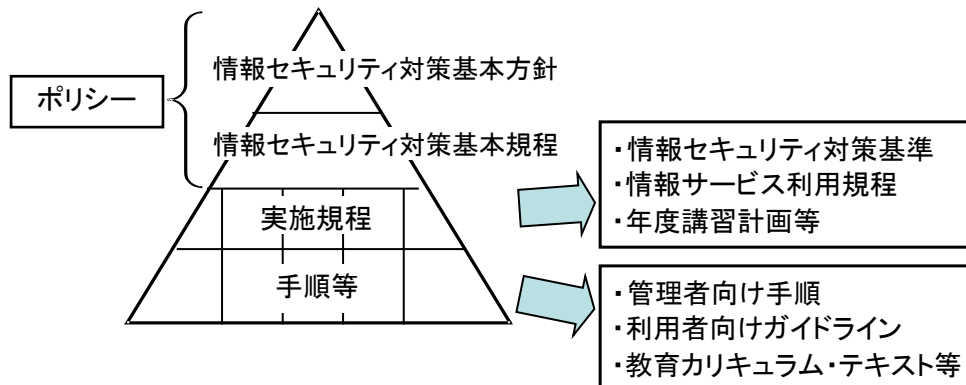 情報セキュリティ対策基本方針
ポリシー
情報セキュリティ対策基本規程
実施規程
手順等
・情報セキュリティ対策基準
・情報サービス利用規程
・年度講習計画等
・管理者向け手順
・利用者向けガイドライン
・教育カリキュラム・テキスト等